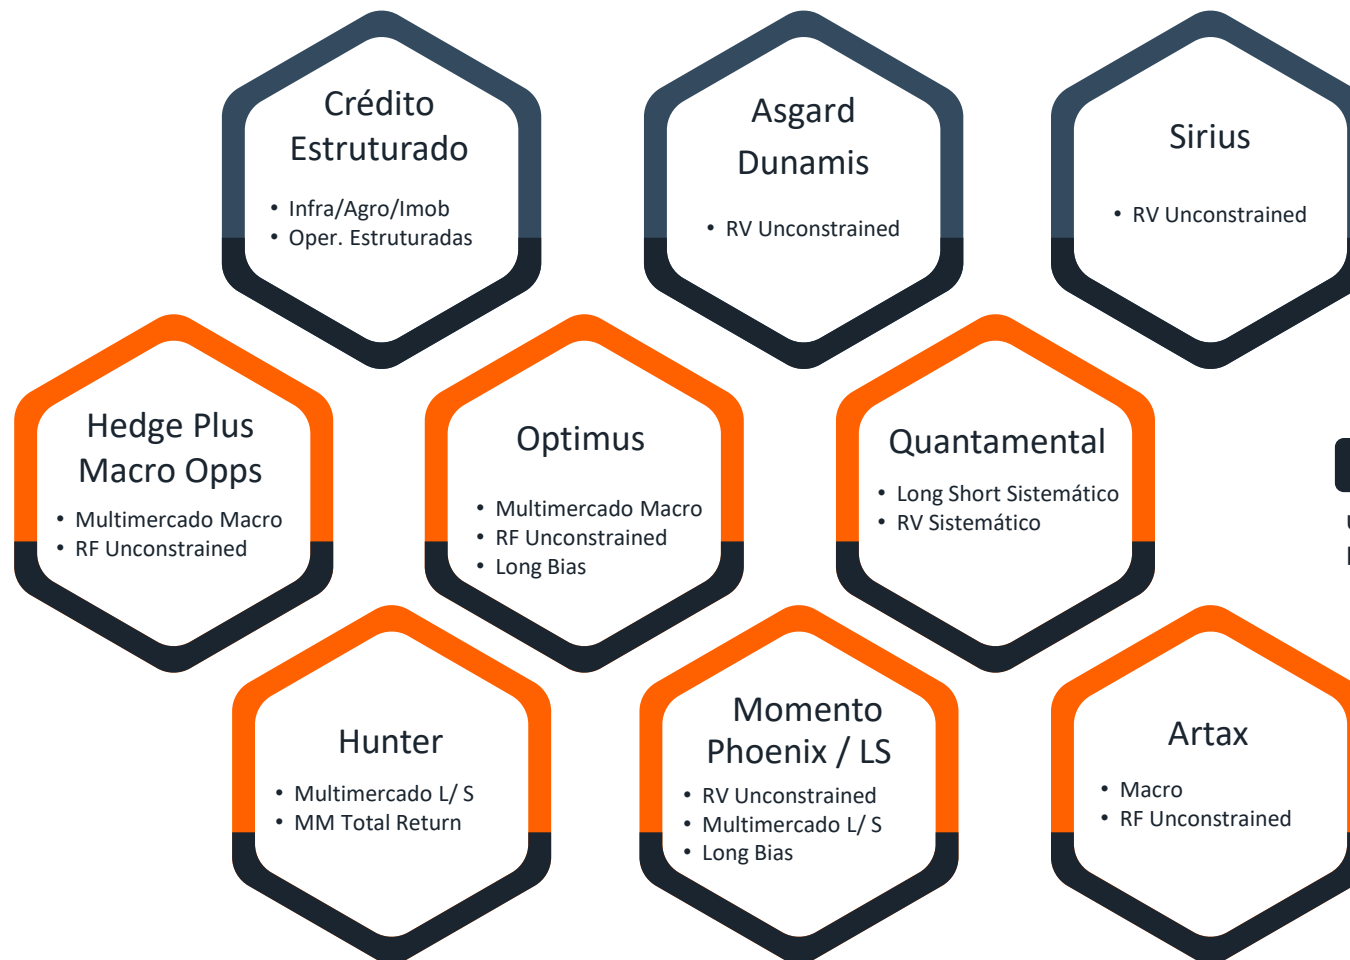 Crédito
Estruturado
• Infra/Agro/Imob
• Oper. Estruturadas
Asgard
Dunamis
• RV Unconstrained
Sirius
• RV Unconstrained
Hedge Plus
Macro Opps
• Multimercado Macro
• RF Unconstrained
Optimus
• Multimercado Macro
• RF Unconstrained
• Long Bias
Quantamental
• Long Short Sistemático
• RV Sistemático
Hunter
• Multimercado L/ S
• MM Total Return
Momento
Phoenix / LS
• RV Unconstrained
• Multimercado L/ S
• Long Bias
Artax
• Macro
• RF Unconstrained